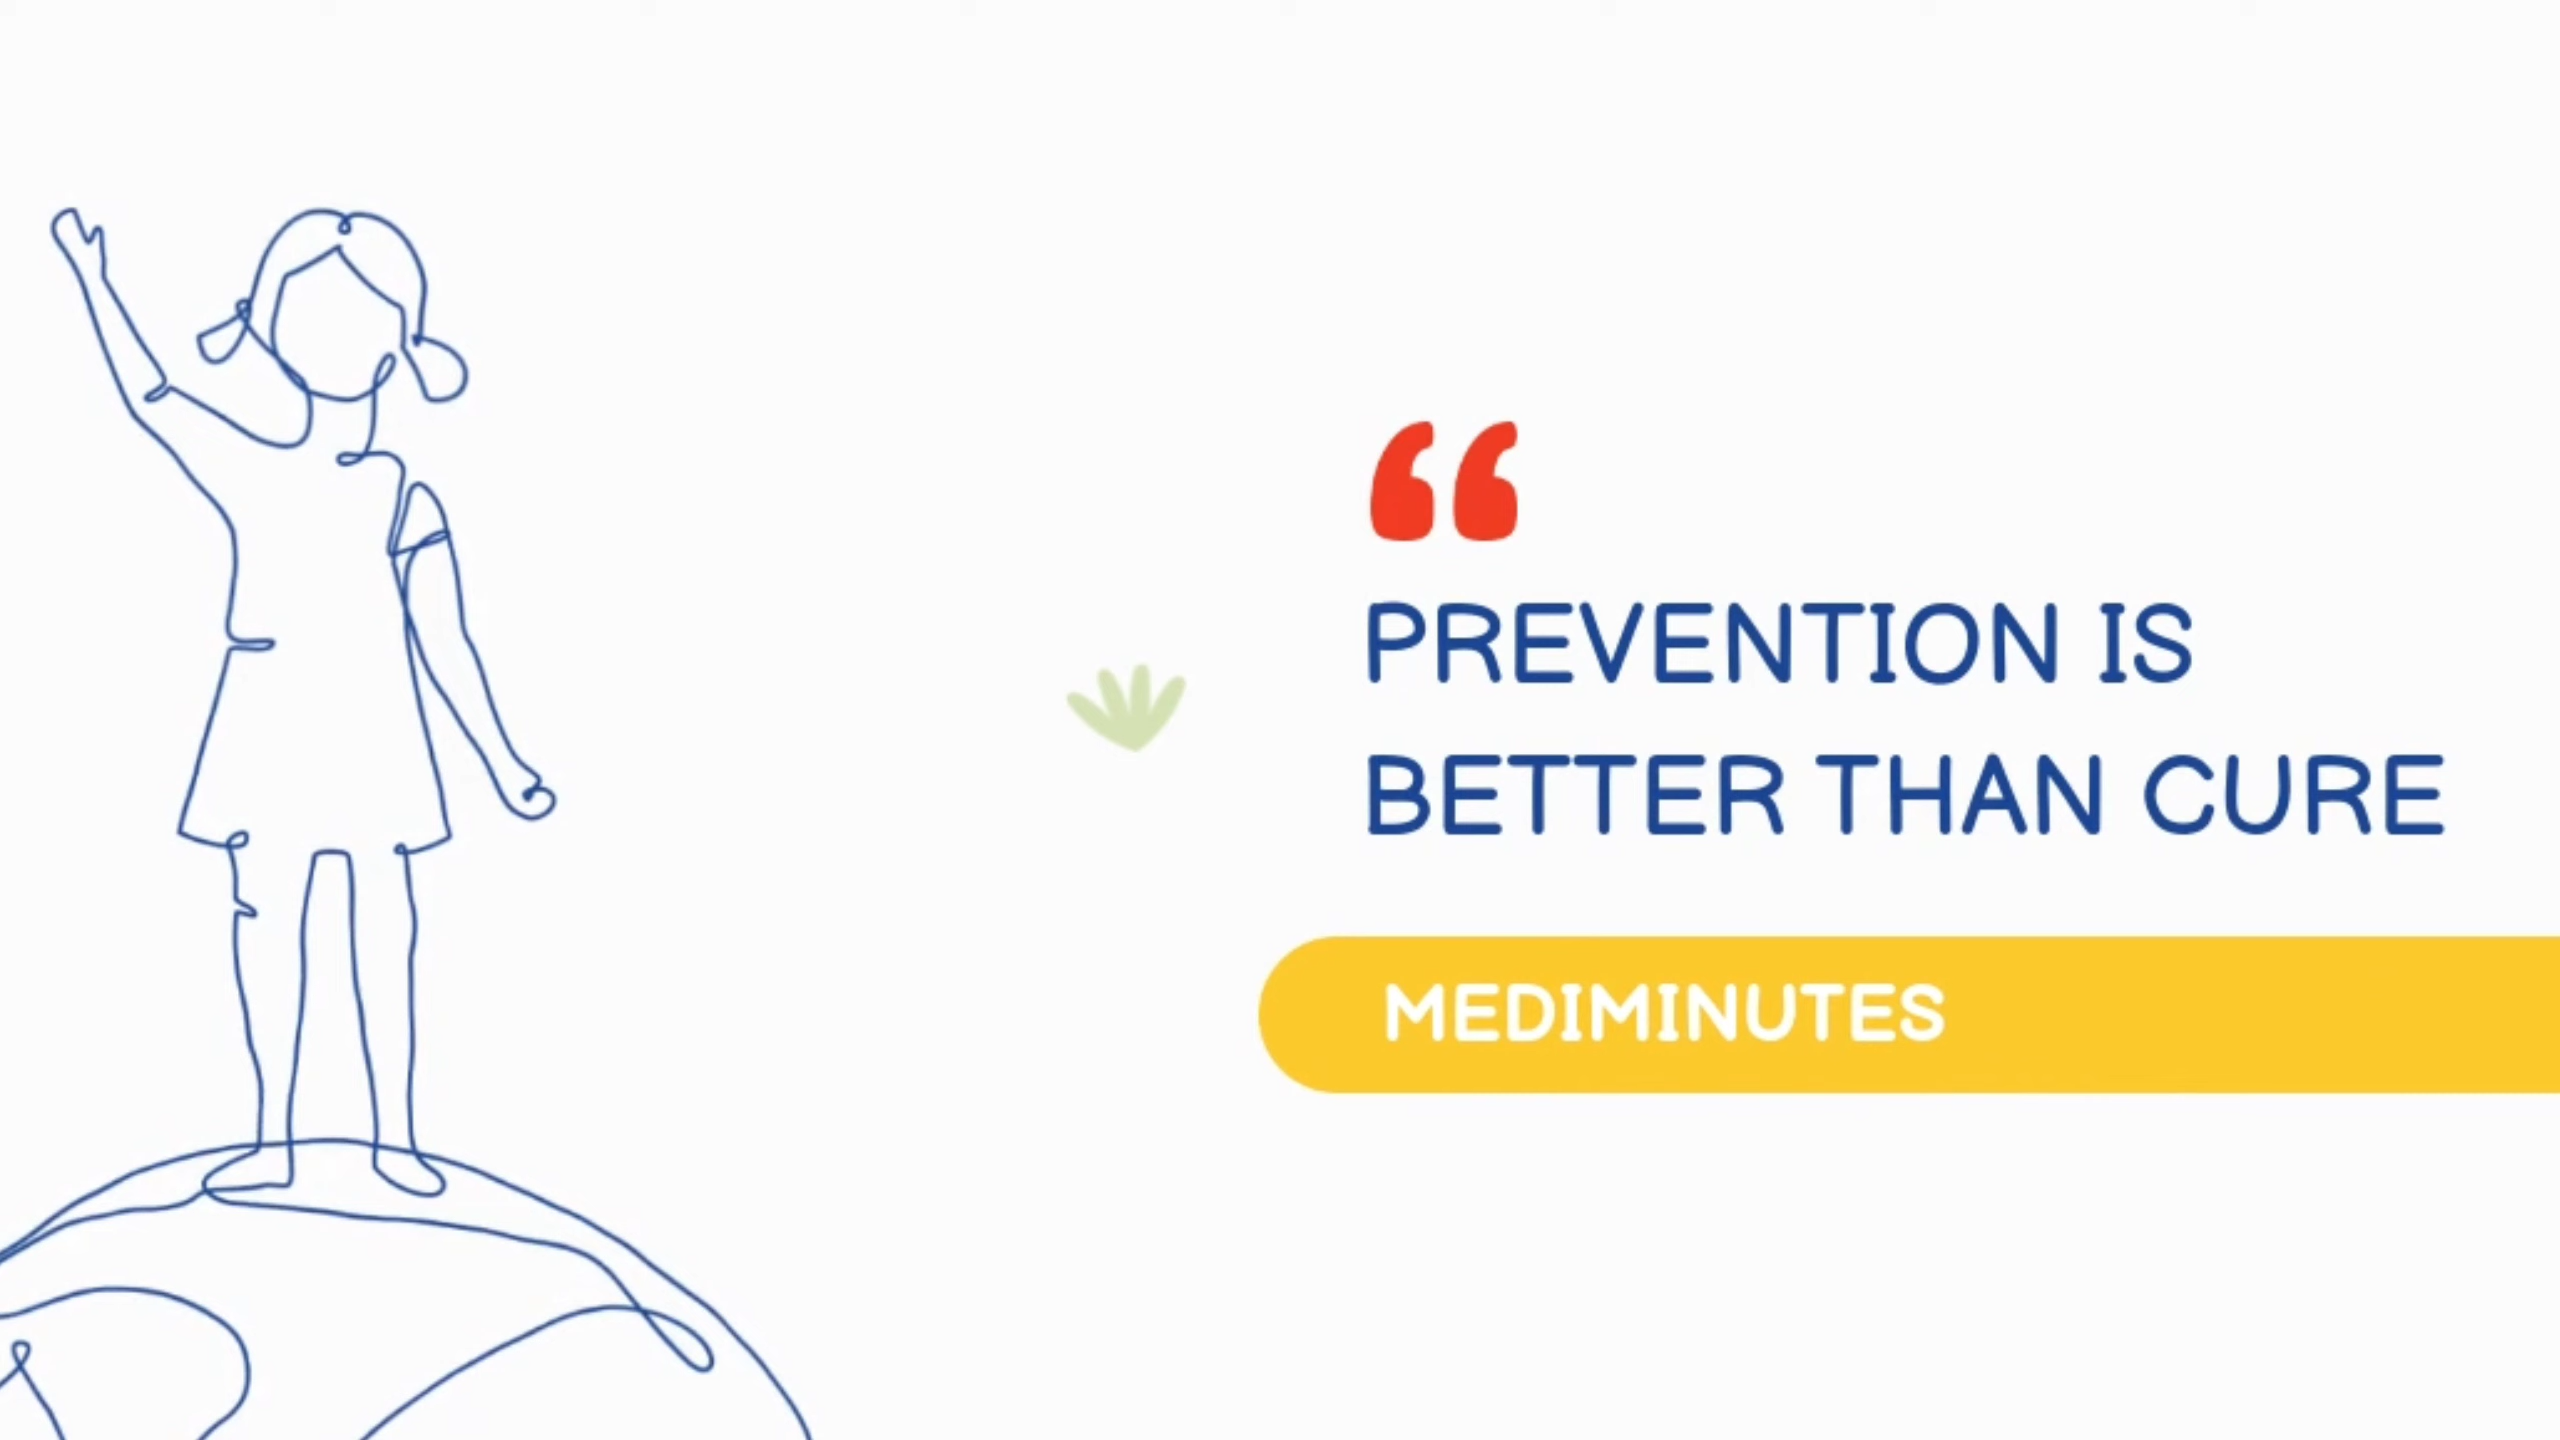 “
PREVENTION IS
BETTER THAN CURE
MEDIMINUTES